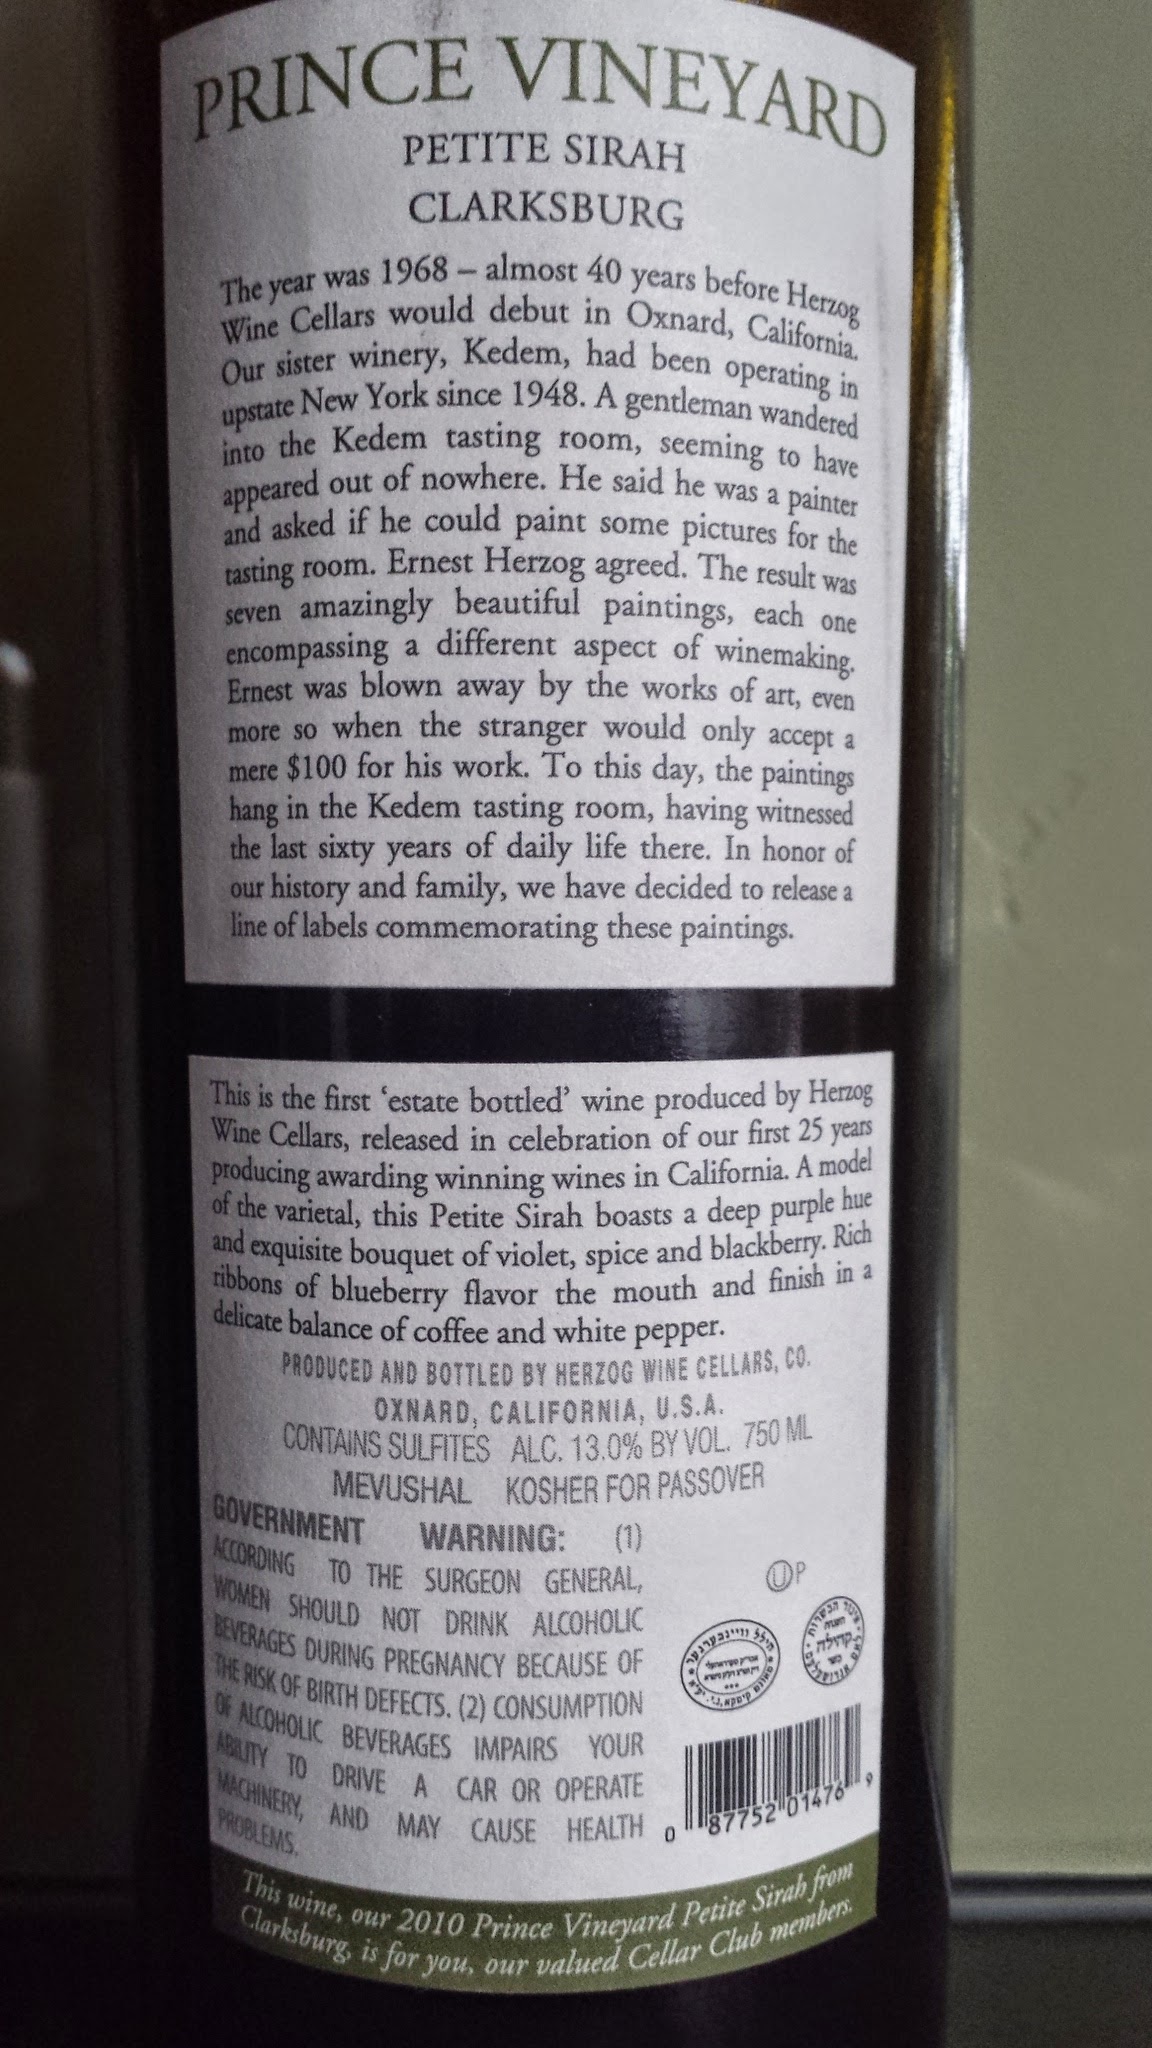 PRINCE VINEYARD
PETITE SIRAH
CLARKSBURG
The year was 1968 – almost 40 years before Herzog
Wine Cellars would debut in Oxnard, California.
Our sister winery, Kedem, had been operating in
upstate New York since 1948. A gentleman wandered
into the Kedem tasting room, seeming to have
appeared out of nowhere. He said he was a painter
and asked if he could paint some pictures for the
tasting room. Ernest Herzog agreed. The result was
seven amazingly beautiful paintings, each one
encompassing a different aspect of winemaking.
Ernest was blown away by the works of art, even
more so when the stranger would only accept a
mere $100 for his work. To this day, the paintings
hang in the Kedem tasting room, having witnessed
the last sixty years of daily life there. In honor of
our history and family, we have decided to release a
line of labels commemorating these paintings.
This is the first ‘estate bottled’ wine produced by Herzog
Wine Cellars, released in celebration of our first 25 years
producing awarding winning wines in California. A model
of the varietal, this Petite Sirah boasts a deep purple hue
and exquisite bouquet of violet, spice and blackberry. Rich
ribbons of blueberry flavor the mouth and finish in a
delicate balance of coffee and white pepper.
PRODUCED AND BOTTLED BY HERZOG WINE CELLARS, CO.
OXNARD, CALIFORNIA, U.S.A.
CONTAINS SULFITES ALC. 13.0% BY VOL. 750 ML
MEVUSHAL KOSHER FOR PASSOVER
GOVERNMENT WARNING: (1)
ACCORDING TO THE SURGEON GENERAL,
WOMEN SHOULD NOT DRINK ALCOHOLIC
BEVERAGES DURING PREGNANCY BECAUSE OF
THE RISK OF BIRTH DEFECTS. (2) CONSUMPTION
OF ALCOHOLIC BEVERAGES IMPAIRS YOUR
ABILITY TO DRIVE A CAR OR OPERATE
MACHINERY, AND MAY CAUSE HEALTH
PROBLEMS.
Ⓤ P
הלל וויינבערגער
קהילה
0 87752 01476 9
This wine, our 2010 Prince Vineyard Petite Sirah from
Clarksburg, is for you, our valued Cellar Club members.